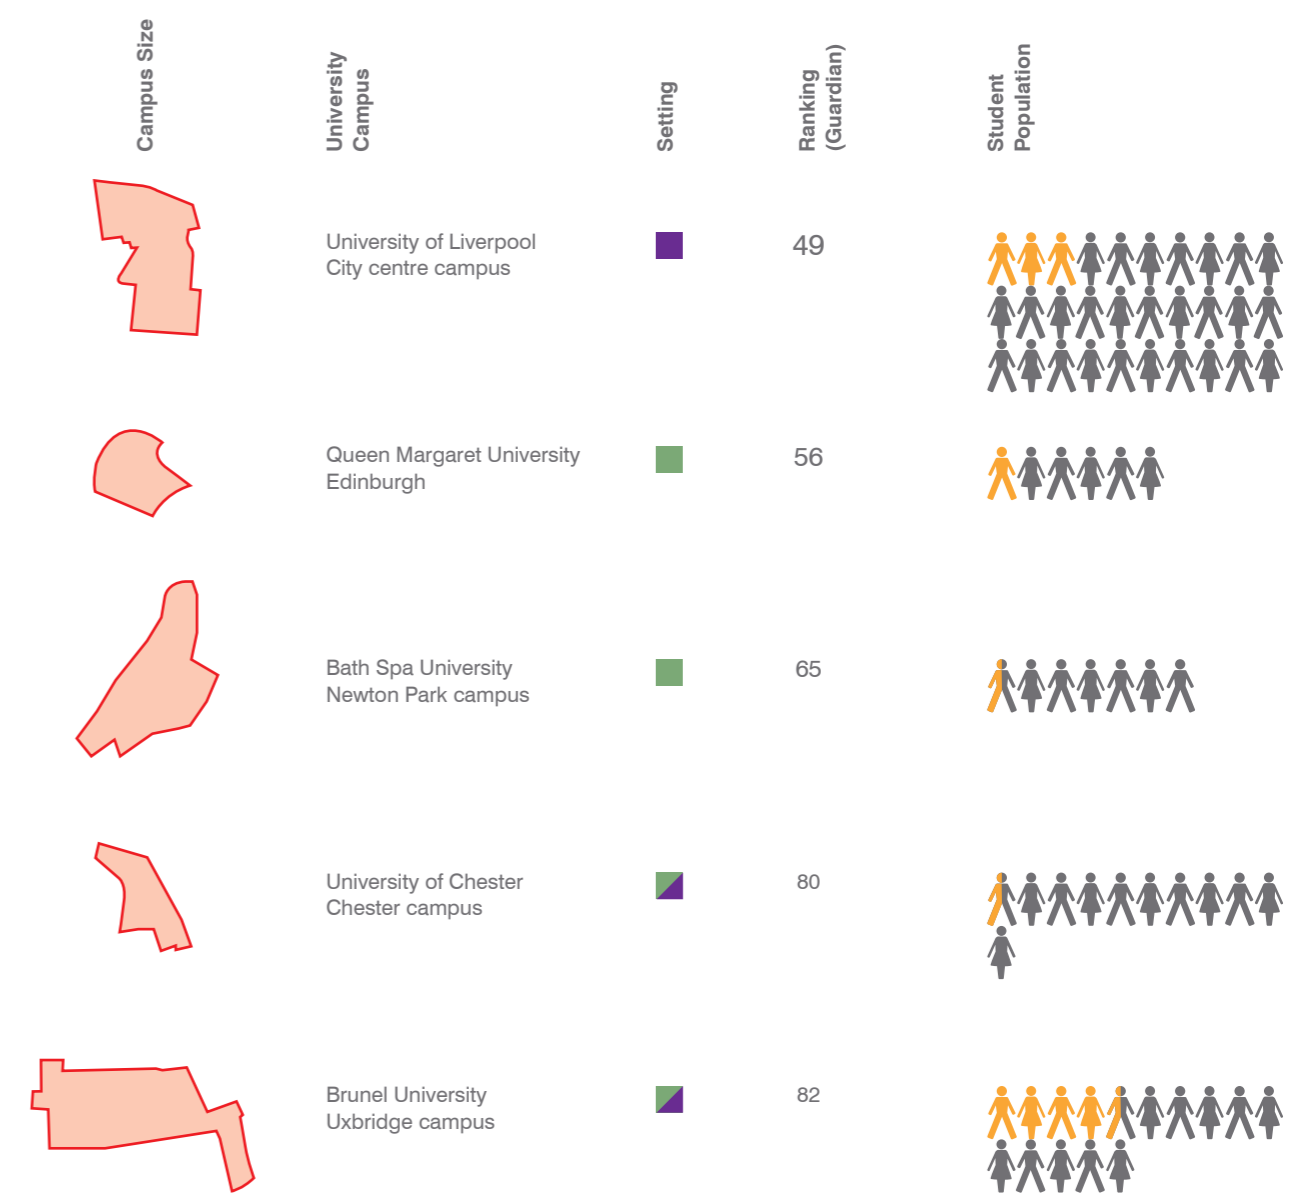 Campus Size
University
Campus
Setting
Ranking
(Guardian)
Student
Population
University of Liverpool
City centre campus
49
Queen Margaret University
Edinburgh
56
Bath Spa University
Newton Park campus
65
University of Chester
Chester campus
80
Brunel University
Uxbridge campus
82